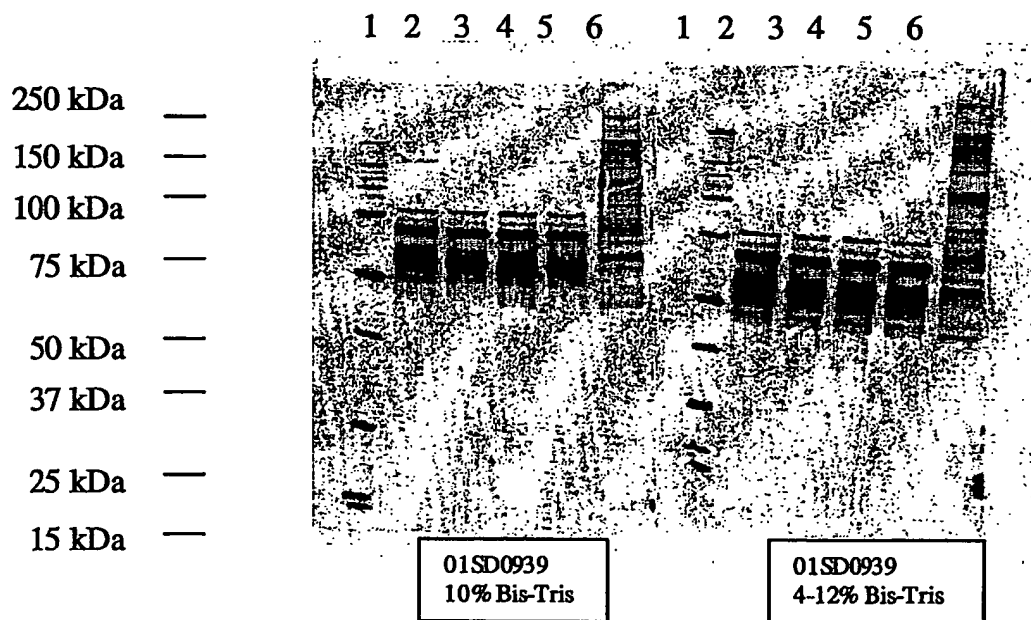 1 2 3 4 5 6 1 2 3 4 5 6
250 kDa
150 kDa
100 kDa
75 kDa
50 kDa
37 kDa
25 kDa
15 kDa
01SD0939
10% Bis-Tris
01SD0939
4-12% Bis-Tris